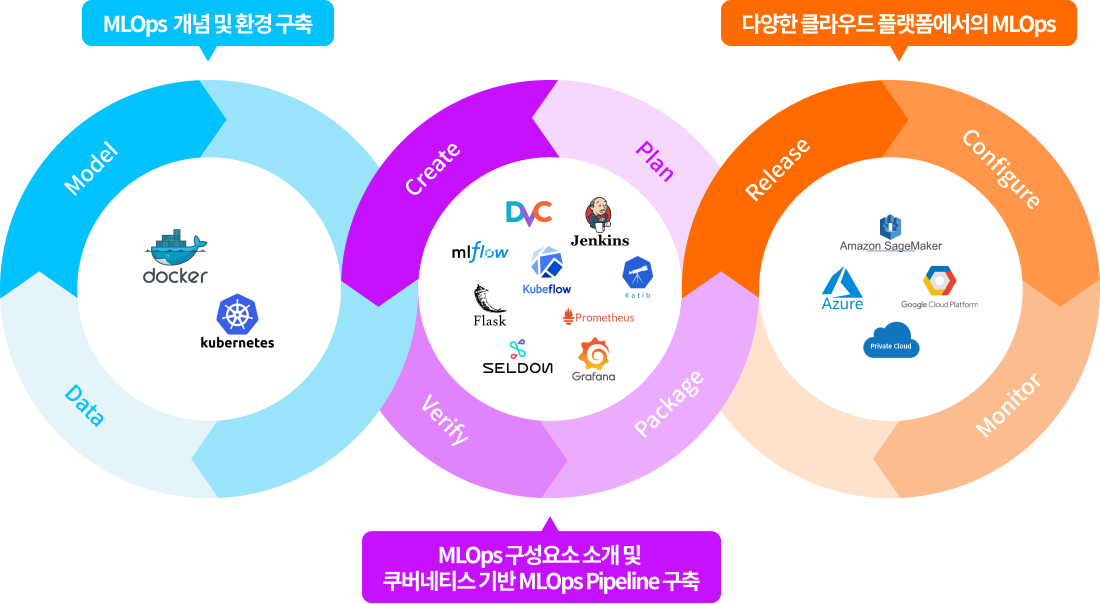 MLOps 개념 및 환경 구축
다양한 클라우드 플랫폼에서의 MLOps
Model
Data
docker
kubernetes
Create
Plan
Verify
Package
DVC
Jenkins
mlflow
Kubeflow
Katib
Flask
Prometheus
SELDON
Grafana
Release
Configure
Monitor
Amazon SageMaker
Azure
Google Cloud Platform
Private Cloud
MLOps 구성요소 소개 및
쿠버네티스 기반 MLOps Pipeline 구축